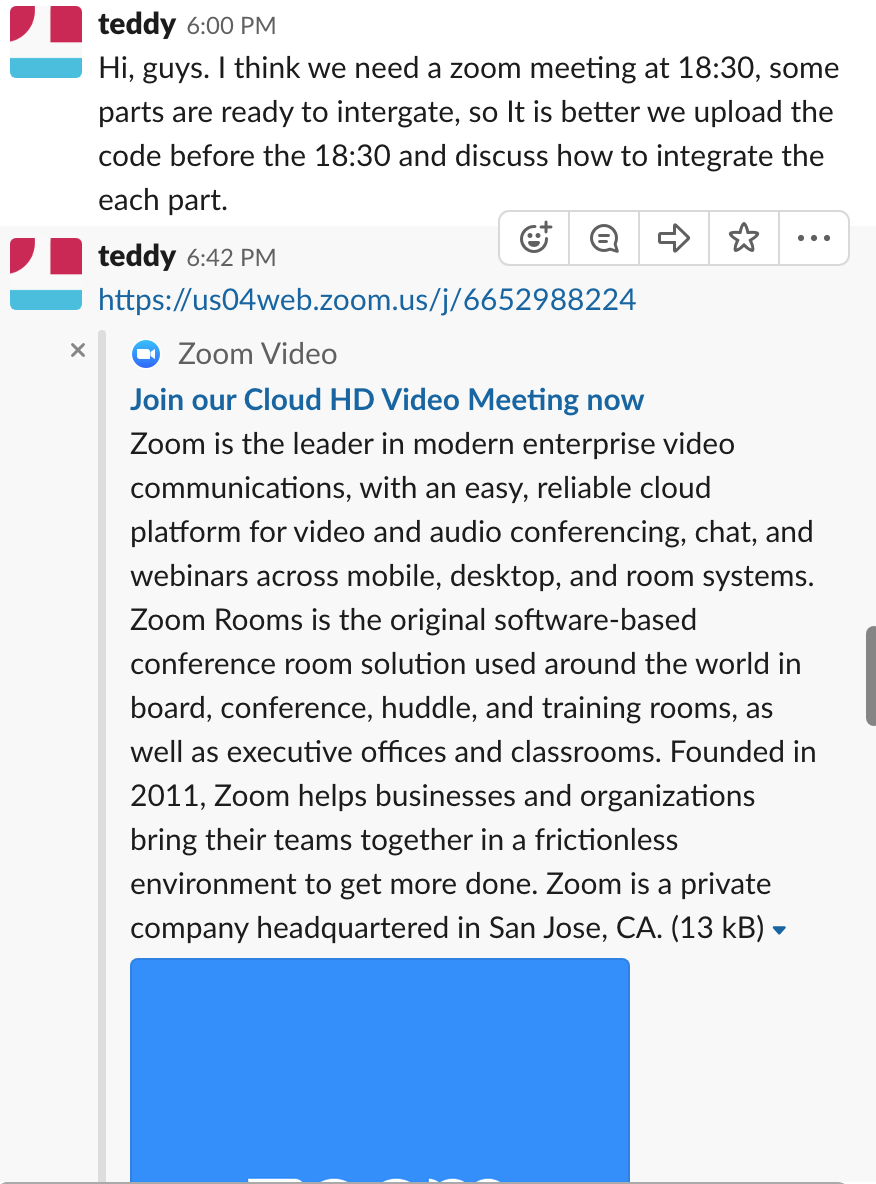 teddy 6:00 PM
Hi, guys. I think we need a zoom meeting at 18:30, some
parts are ready to intergate, so It is better we upload the
code before the 18:30 and discuss how to integrate the
each part.
teddy 6:42 PM
https://us04web.zoom.us/j/6652988224
Zoom Video
Join our Cloud HD Video Meeting now
Zoom is the leader in modern enterprise video
communications, with an easy, reliable cloud
platform for video and audio conferencing, chat, and
webinars across mobile, desktop, and room systems.
Zoom Rooms is the original software-based
conference room solution used around the world in
board, conference, huddle, and training rooms, as
well as executive offices and classrooms. Founded in
2011, Zoom helps businesses and organizations
bring their teams together in a frictionless
environment to get more done. Zoom is a private
company headquartered in San Jose, CA. (13 kB)